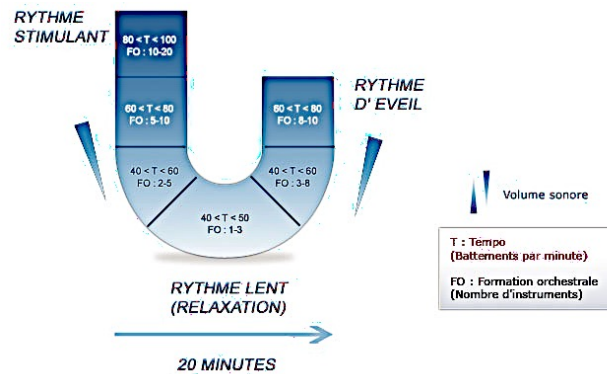 RYTHME
STIMULANT
80 < T < 100
FO : 10-20
60 < T < 80
FO : 5-10
40 < T < 60
FO : 2-5
40 < T < 50
FO : 1-3
40 < T < 60
FO : 3-8
60 < T < 80
FO : 8-10
RYTHME
D' EVEIL
RYTHME LENT
(RELAXATION)
20 MINUTES
Volume sonore
T : Tempo
(Battements par minute)
FO : Formation orchestrale
(Nombre d'instruments)